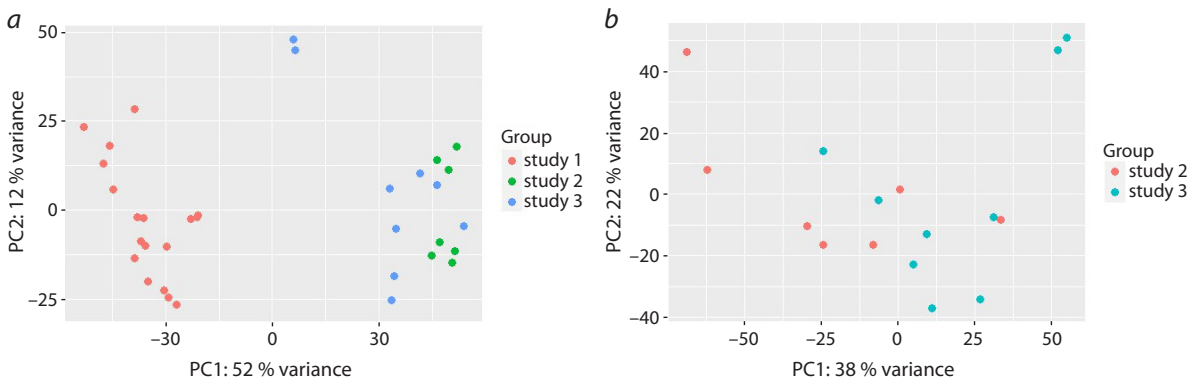 a
50
25
0
−25
−30
0
30
PC2: 12 % variance
PC1: 52 % variance
Group
study 1
study 2
study 3
b
40
20
0
−20
−40
−50
−25
0
25
50
PC2: 22 % variance
PC1: 38 % variance
Group
study 2
study 3